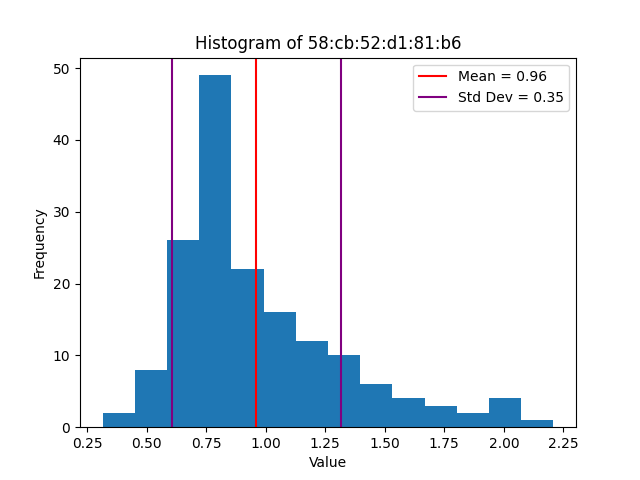 Histogram of 58:cb:52:d1:81:b6
Mean = 0.96
Std Dev = 0.35
Frequency
50
40
30
20
10
0
0.25 0.50 0.75 1.00 1.25 1.50 1.75 2.00 2.25
Value